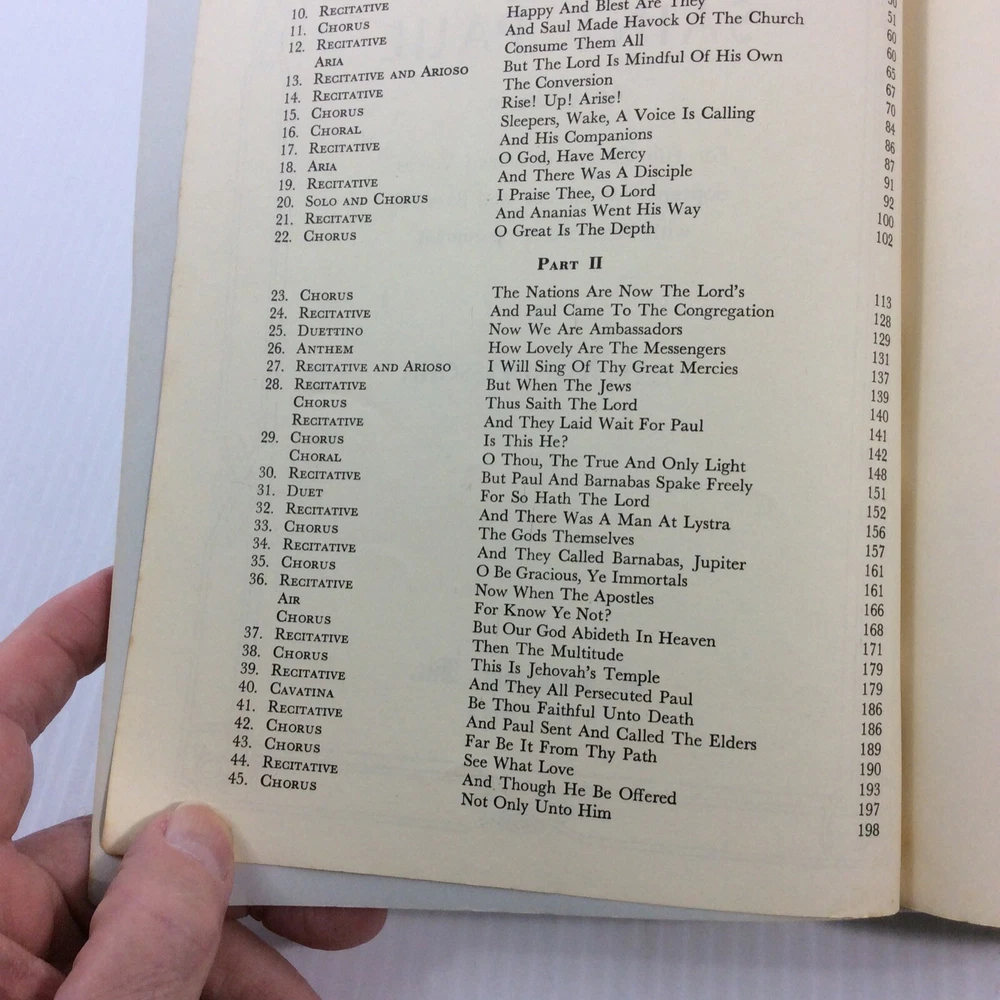 10. Recitative
11. Chorus Happy And Blest Are They 51
12. Recitative And Saul Made Havock Of The Church 60
Aria Consume Them All 60
13. Recitative and Arioso But The Lord Is Mindful Of His Own 65
14. Recitative The Conversion 67
15. Chorus Rise! Up! Arise! 70
16. Choral Sleepers, Wake, A Voice Is Calling 84
17. Recitative And His Companions 86
18. Aria O God, Have Mercy 87
19. Recitative And There Was A Disciple 91
20. Solo and Chorus I Praise Thee, O Lord 92
21. Recitatve And Ananias Went His Way 100
22. Chorus O Great Is The Depth 102
Part II
23. Chorus The Nations Are Now The Lord's 113
24. Recitative And Paul Came To The Congregation 128
25. Duettino Now We Are Ambassadors 129
26. Anthem How Lovely Are The Messengers 131
27. Recitative and Arioso I Will Sing Of Thy Great Mercies 137
28. Recitative But When The Jews 139
Chorus Thus Saith The Lord 140
Recitative And They Laid Wait For Paul 141
29. Chorus Is This He? 142
Choral O Thou, The True And Only Light 148
30. Recitative But Paul And Barnabas Spake Freely 151
31. Duet For So Hath The Lord 152
32. Recitative And There Was A Man At Lystra 156
33. Chorus The Gods Themselves 157
34. Recitative And They Called Barnabas, Jupiter 161
35. Chorus O Be Gracious, Ye Immortals 161
36. Recitative Now When The Apostles 166
Air For Know Ye Not? 168
Chorus But Our God Abideth In Heaven 171
37. Recitative Then The Multitude 179
38. Chorus This Is Jehovah's Temple 179
39. Recitative And They All Persecuted Paul 186
40. Cavatina Be Thou Faithful Unto Death 186
41. Recitative And Paul Sent And Called The Elders 189
42. Chorus Far Be It From Thy Path 190
43. Chorus See What Love 193
44. Recitative And Though He Be Offered 197
45. Chorus Not Only Unto Him 198